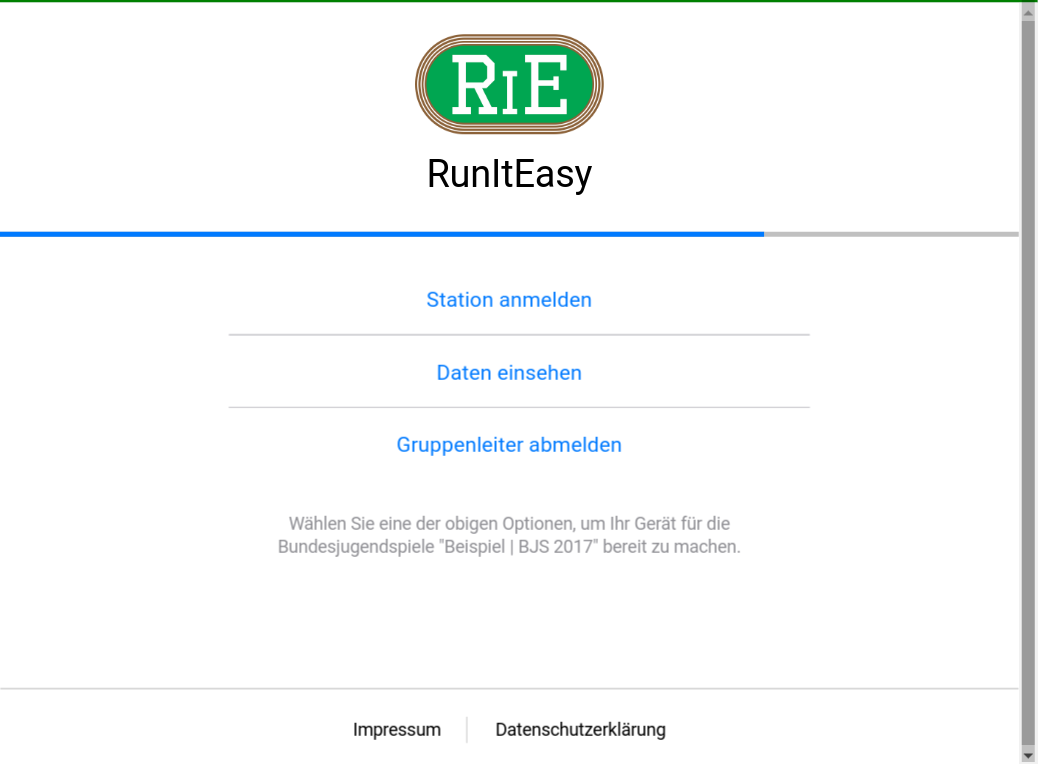 RIE
RunItEasy
Station anmelden
Daten einsehen
Gruppenleiter abmelden
Wählen Sie eine der obigen Optionen, um Ihr Gerät für die
Bundesjugendspiele "Beispiel | BJS 2017" bereit zu machen.
Impressum
Datenschutzerklärung